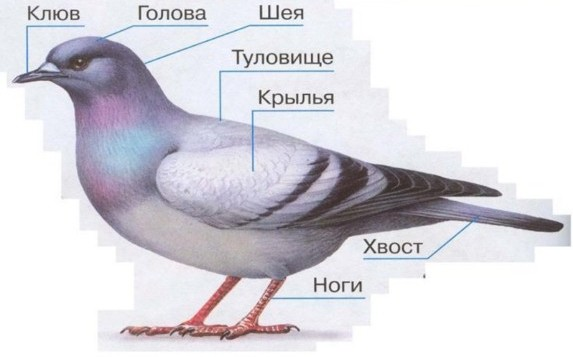 Клюв
Голова
Шея
Туловище
Крылья
Хвост
Ноги